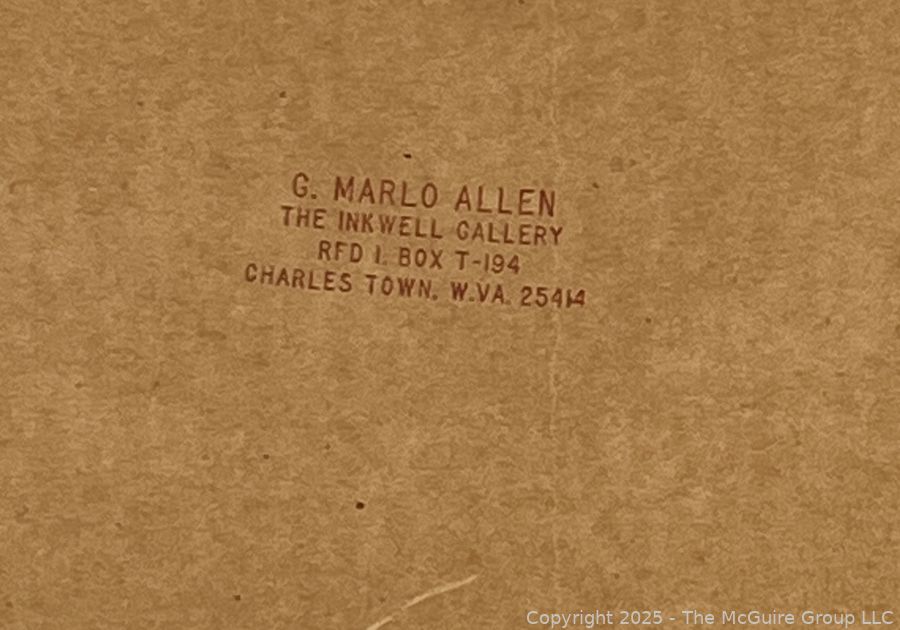 G. MARLO ALLEN
THE INKWELL GALLERY
RFD 1. BOX T-194
CHARLES TOWN, W.VA. 25414
Copyright 2025 - The McGuire Group LLC